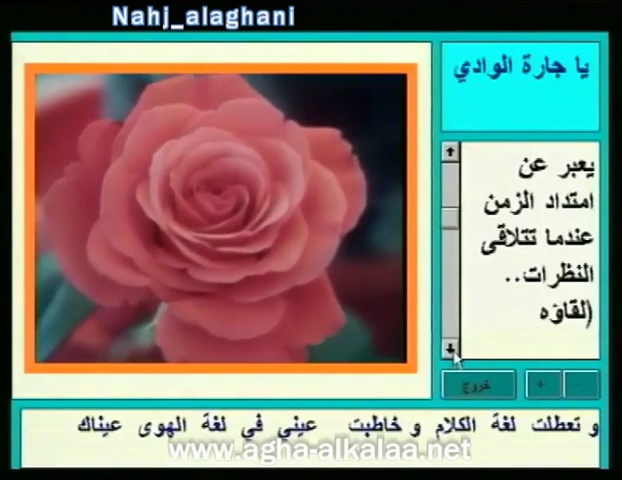 Nahj_alaghani
يا جارة الوادي
يعبر عن
امتداد الزمن
عندما تتلاقى
النظرات..
(لقاؤه
خروج
+
-
و تعطلت لغة الكلام و خاطبت عيني في لغة الهوى عيناك
www.agha-alkalaa.net